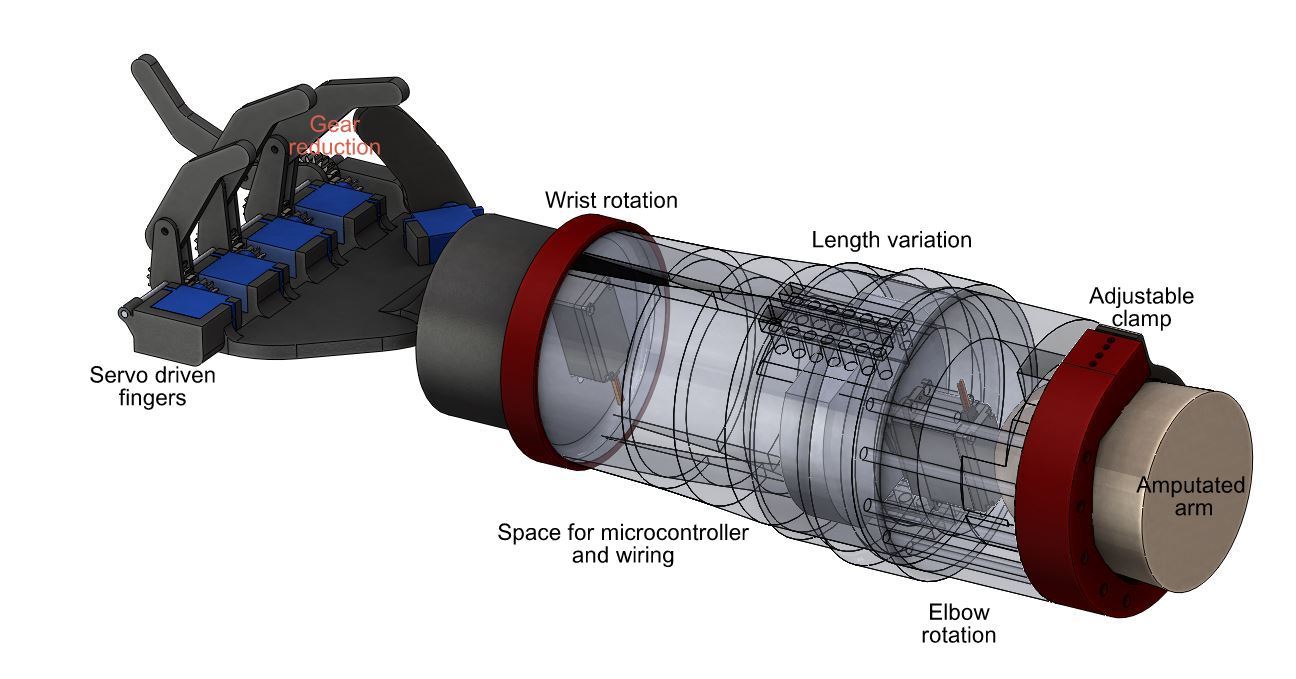 Gear
reduction
Wrist rotation
Length variation
Adjustable
clamp
Servo driven
fingers
Amputated
arm
Space for microcontroller
and wiring
Elbow
rotation